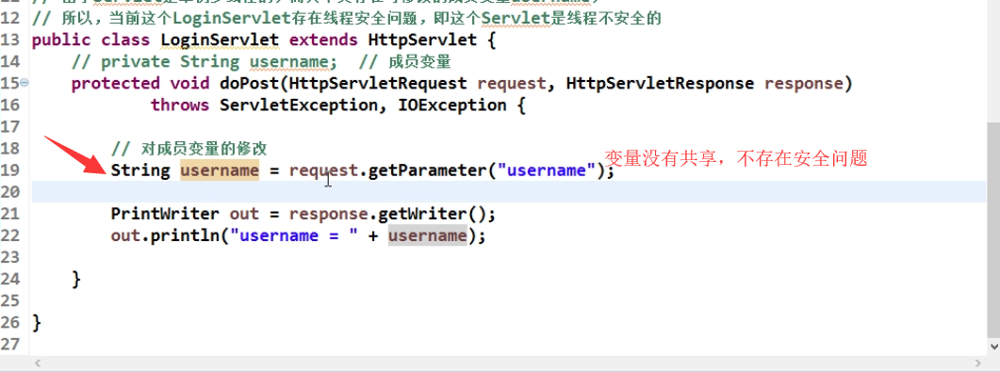 12 // 所以，当前这个LoginServlet存在线程安全问题，即这个Servlet是线程不安全的
13 public class LoginServlet extends HttpServlet {
14 // private String username; // 成员变量
15 protected void doPost(HttpServletRequest request, HttpServletResponse response)
16 throws ServletException, IOException {
17
18 // 对成员变量的修改
19 String username = request.getParameter("username"); 变量没有共享，不存在安全问题
20
21 PrintWriter out = response.getWriter();
22 out.println("username = " + username);
23
24 }
25
26 }
27